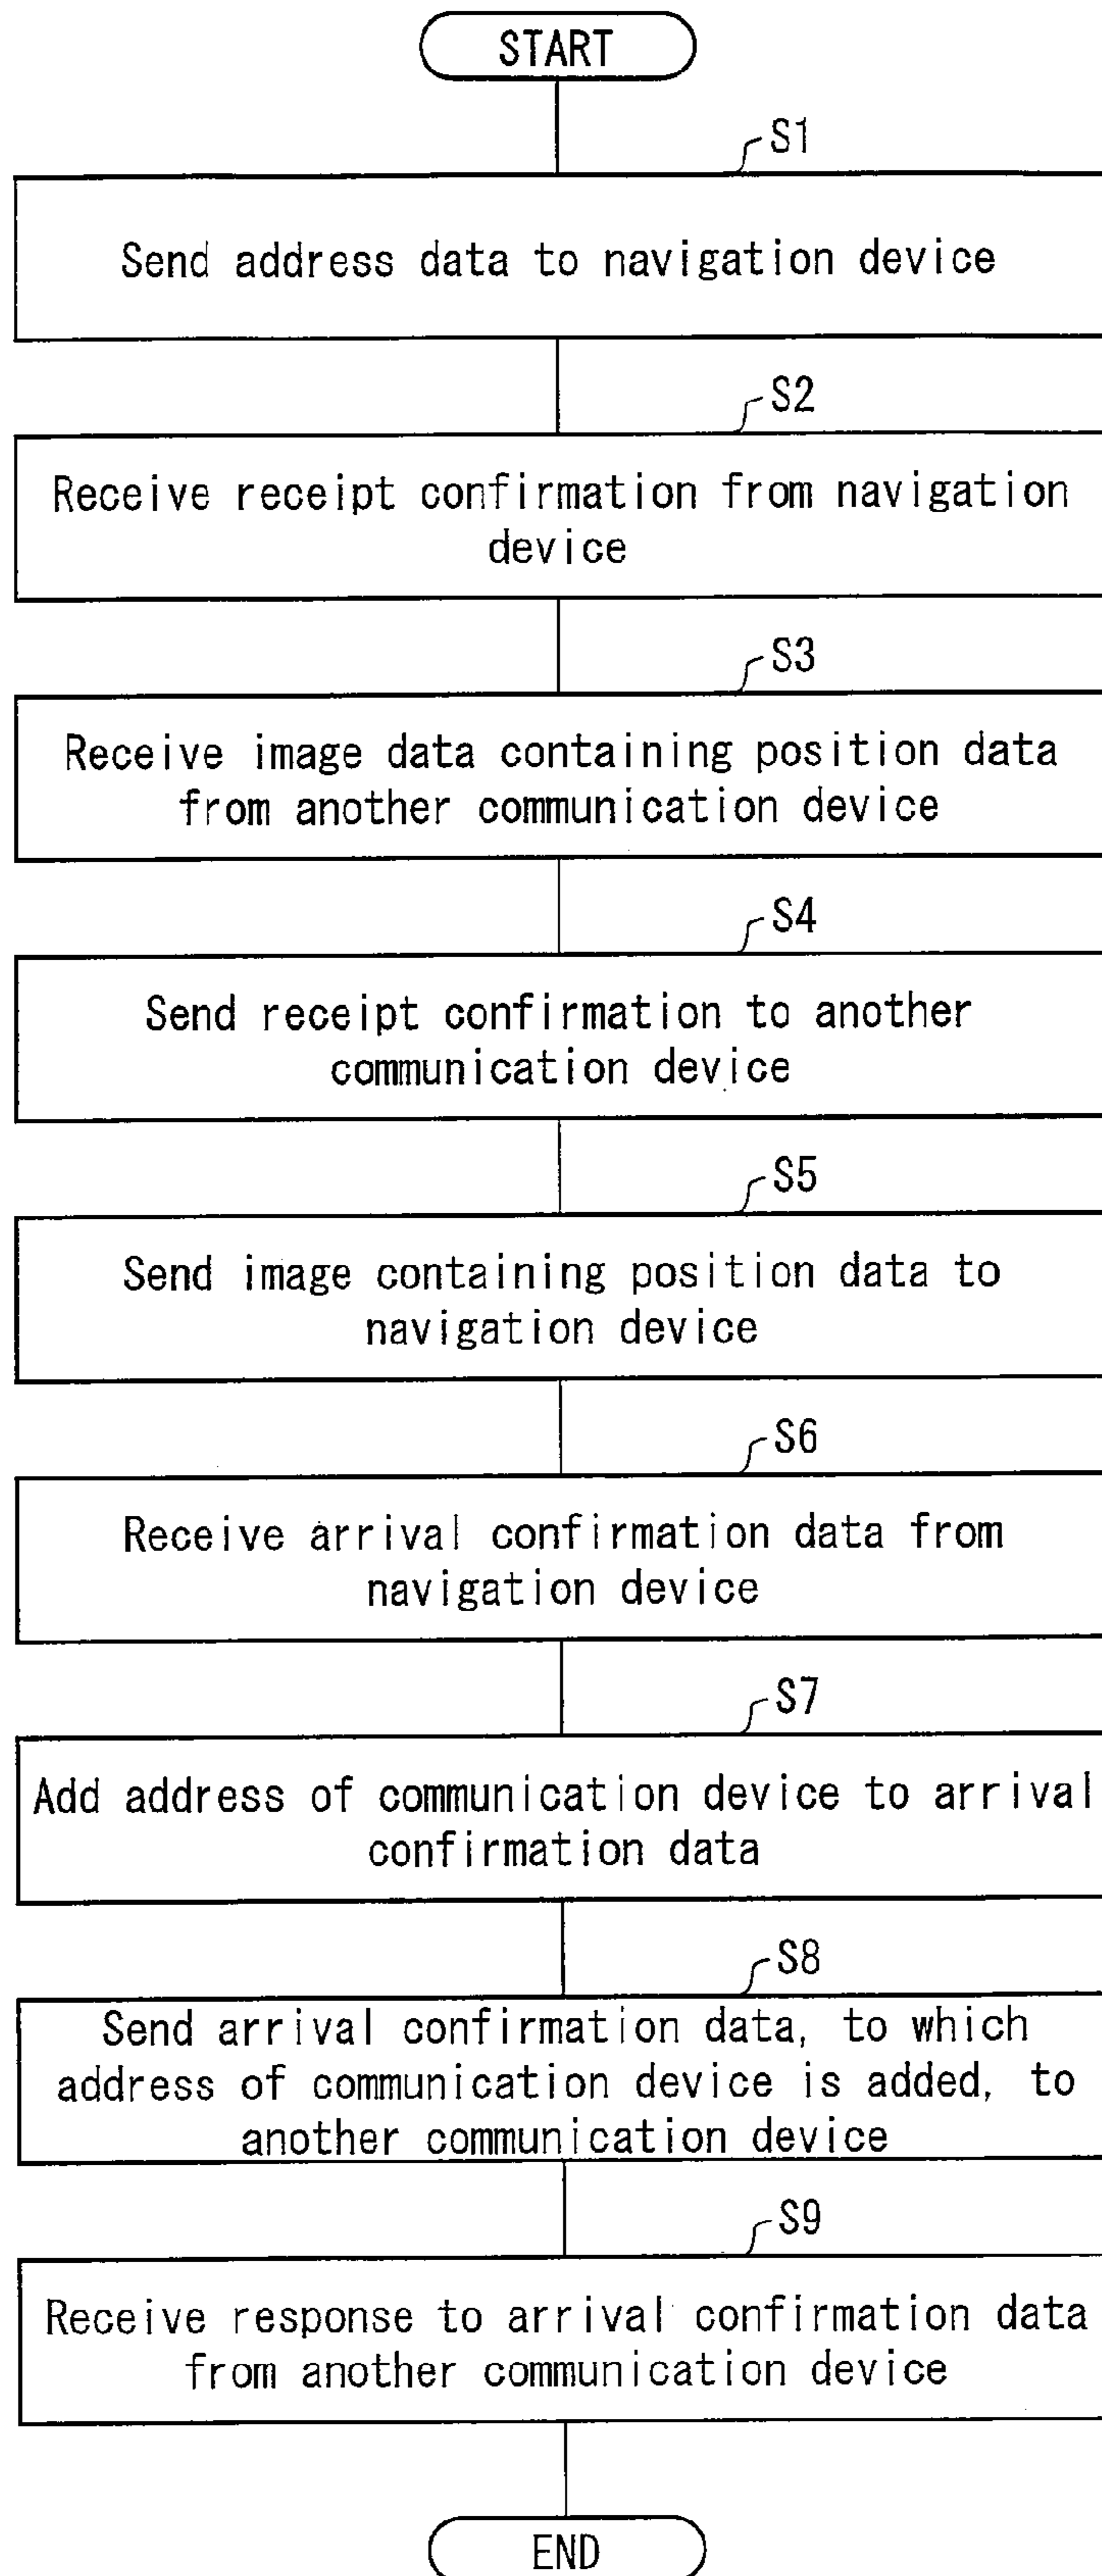 START
S1
Send address data to navigation device
S2
Receive receipt confirmation from navigation
device
S3
Receive image data containing position data
from another communication device
S4
Send receipt confirmation to another
communication device
S5
Send image containing position data to
navigation device
S6
Receive arrival confirmation data from
navigation device
S7
Add address of communication device to arrival
confirmation data
S8
Send arrival confirmation data, to which
address of communication device is added, to
another communication device
S9
Receive response to arrival confirmation data
from another communication device
END